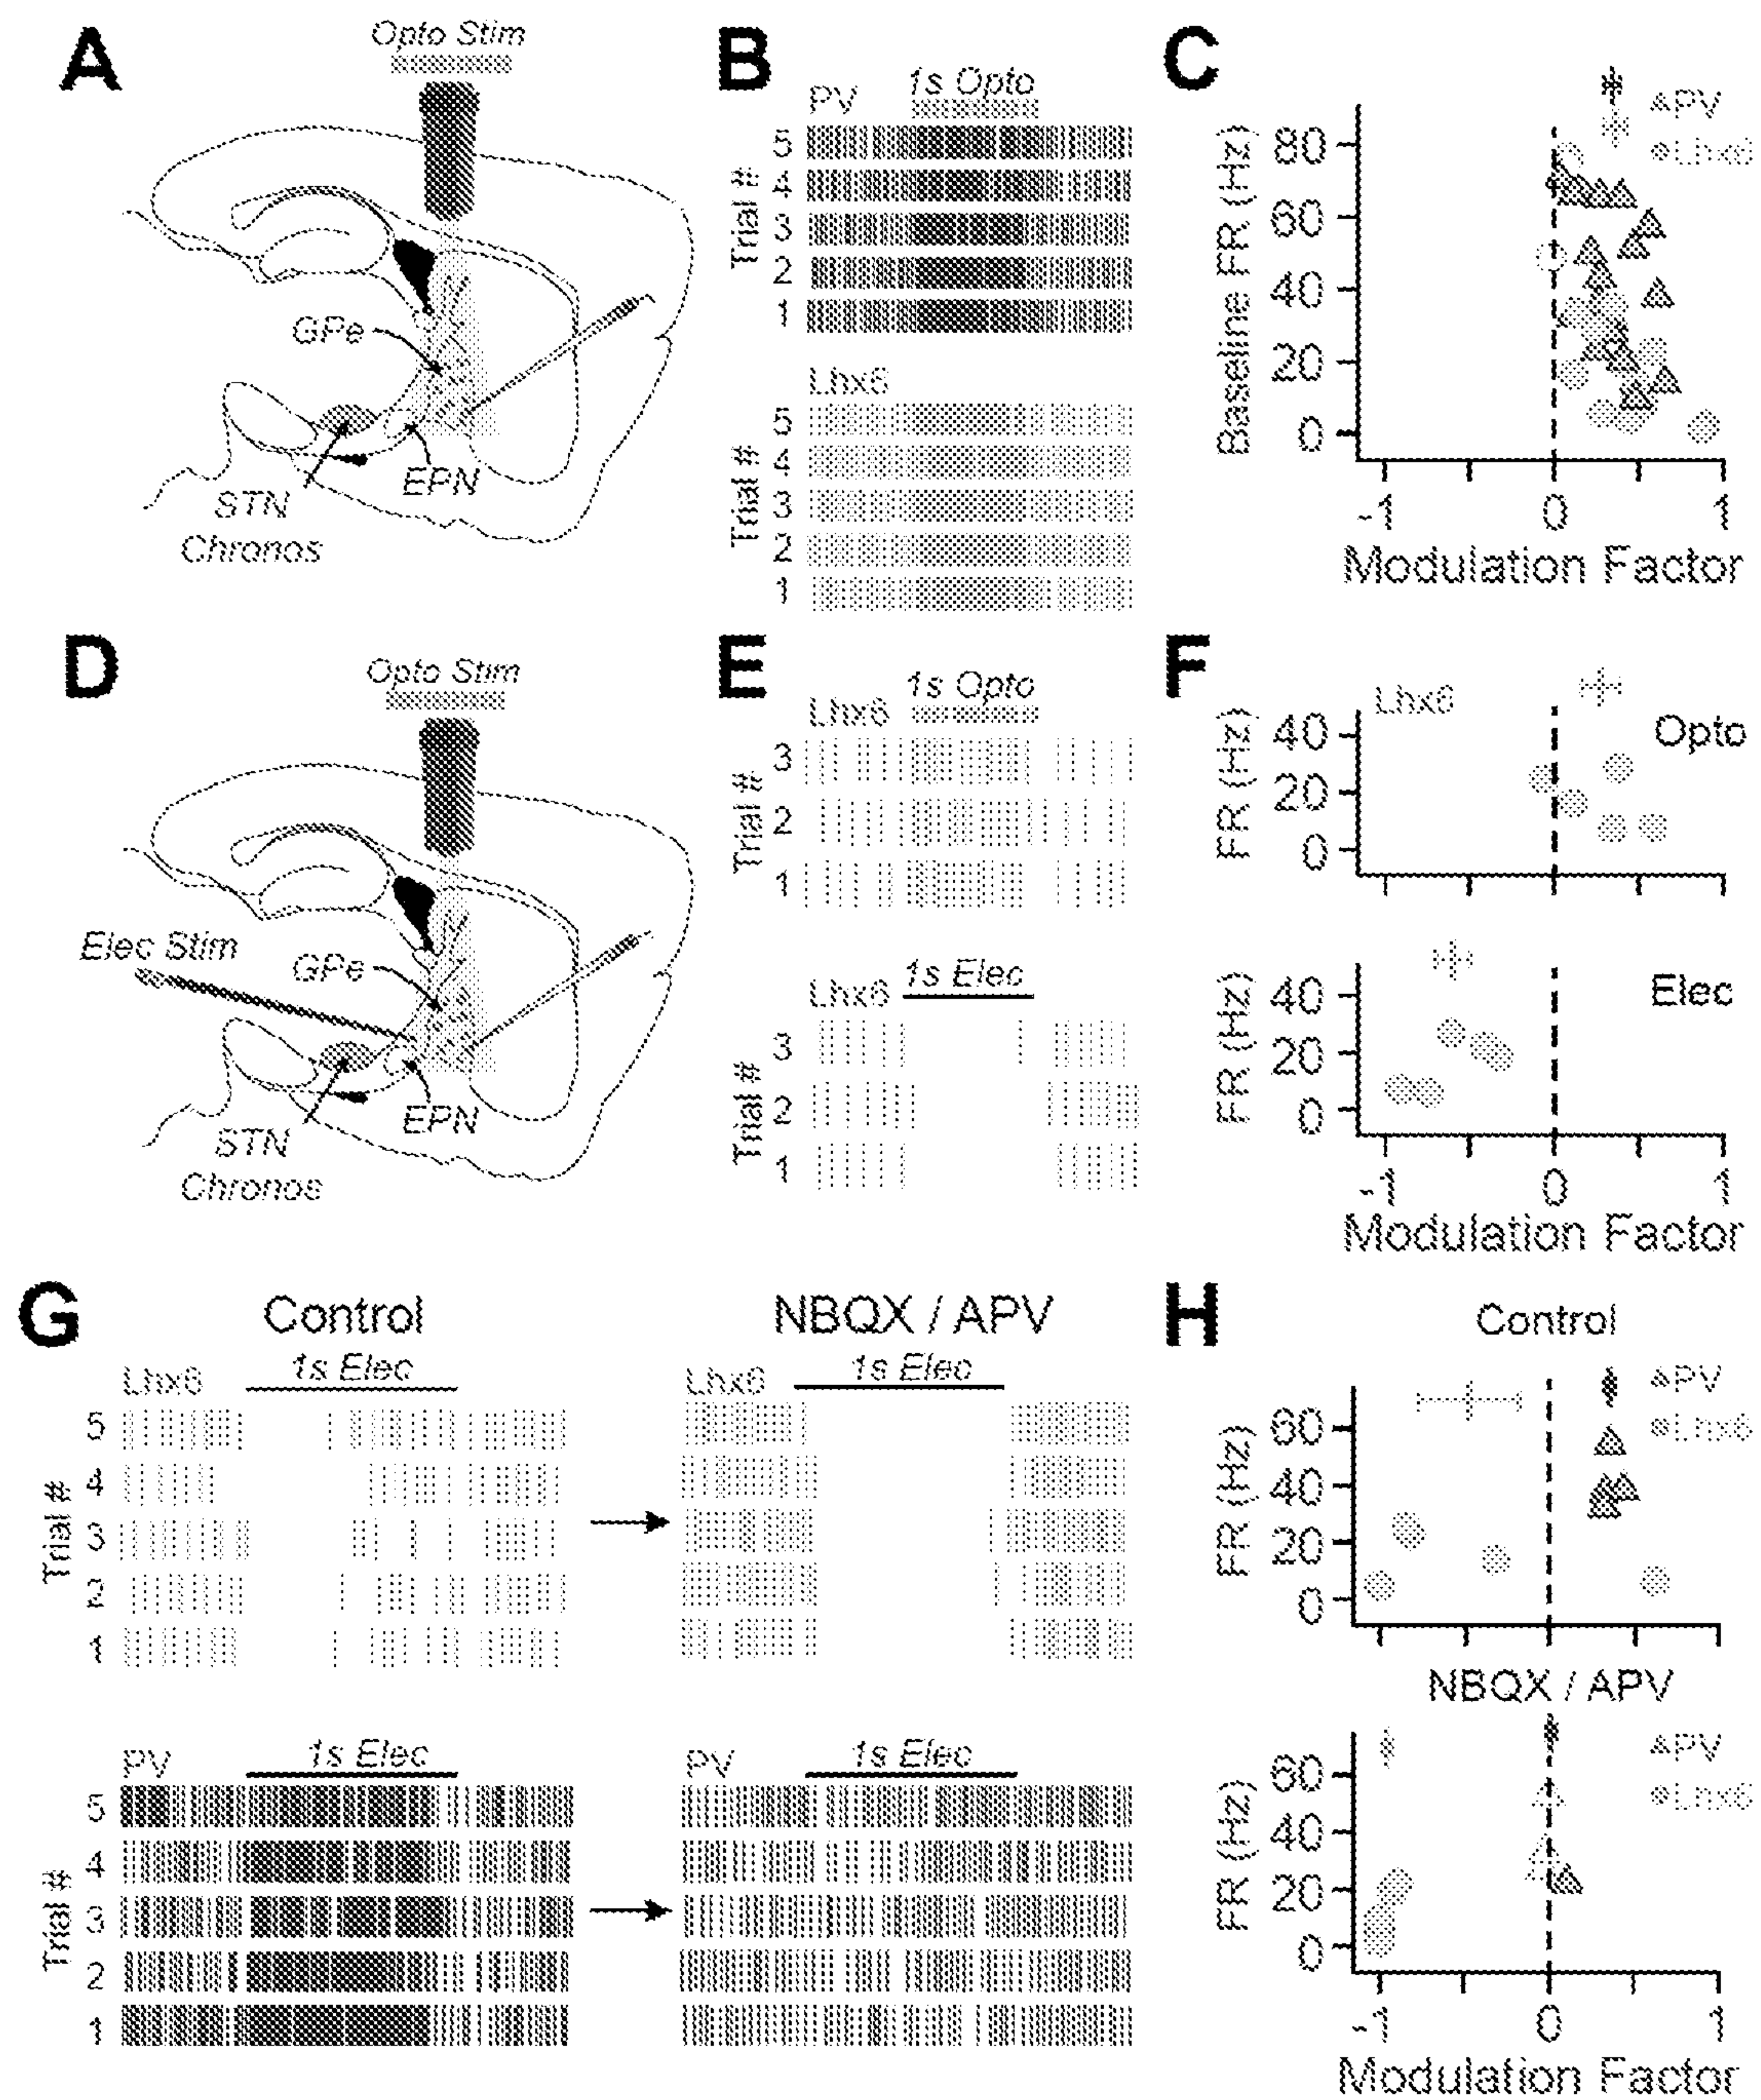 A
Opto Stim
GPe
EPN
STN
Chronos
B
PV
1s Opto
Trial #
5
4
3
2
1
Lhx6
Trial #
5
4
3
2
1
C
PV
Lhx6
Baseline FR (Hz)
80
60
40
20
0
-1 0 1
Modulation Factor
D
Opto Stim
Elec Stim
GPe
EPN
STN
Chronos
E
Lhx6
1s Opto
Trial #
3
2
1
Lhx6
1s Elec
Trial #
3
2
1
F
Lhx6
Opto
FR (Hz)
40
20
0
Elec
FR (Hz)
40
20
0
-1 0 1
Modulation Factor
G
Control
Lhx6
1s Elec
Trial #
5
4
3
2
1
NBQX / APV
Lhx6
1s Elec
PV
1s Elec
Trial #
5
4
3
2
1
PV
1s Elec
H
Control
PV
Lhx6
FR (Hz)
60
40
20
0
NBQX / APV
PV
Lhx6
FR (Hz)
60
40
20
0
-1 0 1
Modulation Factor